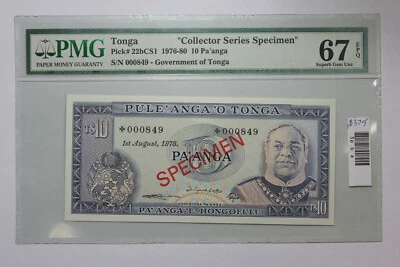 PMG
PAPER MONEY GUARANTY
Tonga "Collector Series Specimen"
Pick# 22bCS1 1976-80 10 Pa'anga
S/N 000849 - Government of Tonga
67 EPQ
Superb Gem Unc
PULE'ANGA 'O TONGA
T$10
*000849
*000849
1st August, 1978.
PA'ANGA
SPECIMEN
PA'ANGA 'E HONGOFULU
T$10